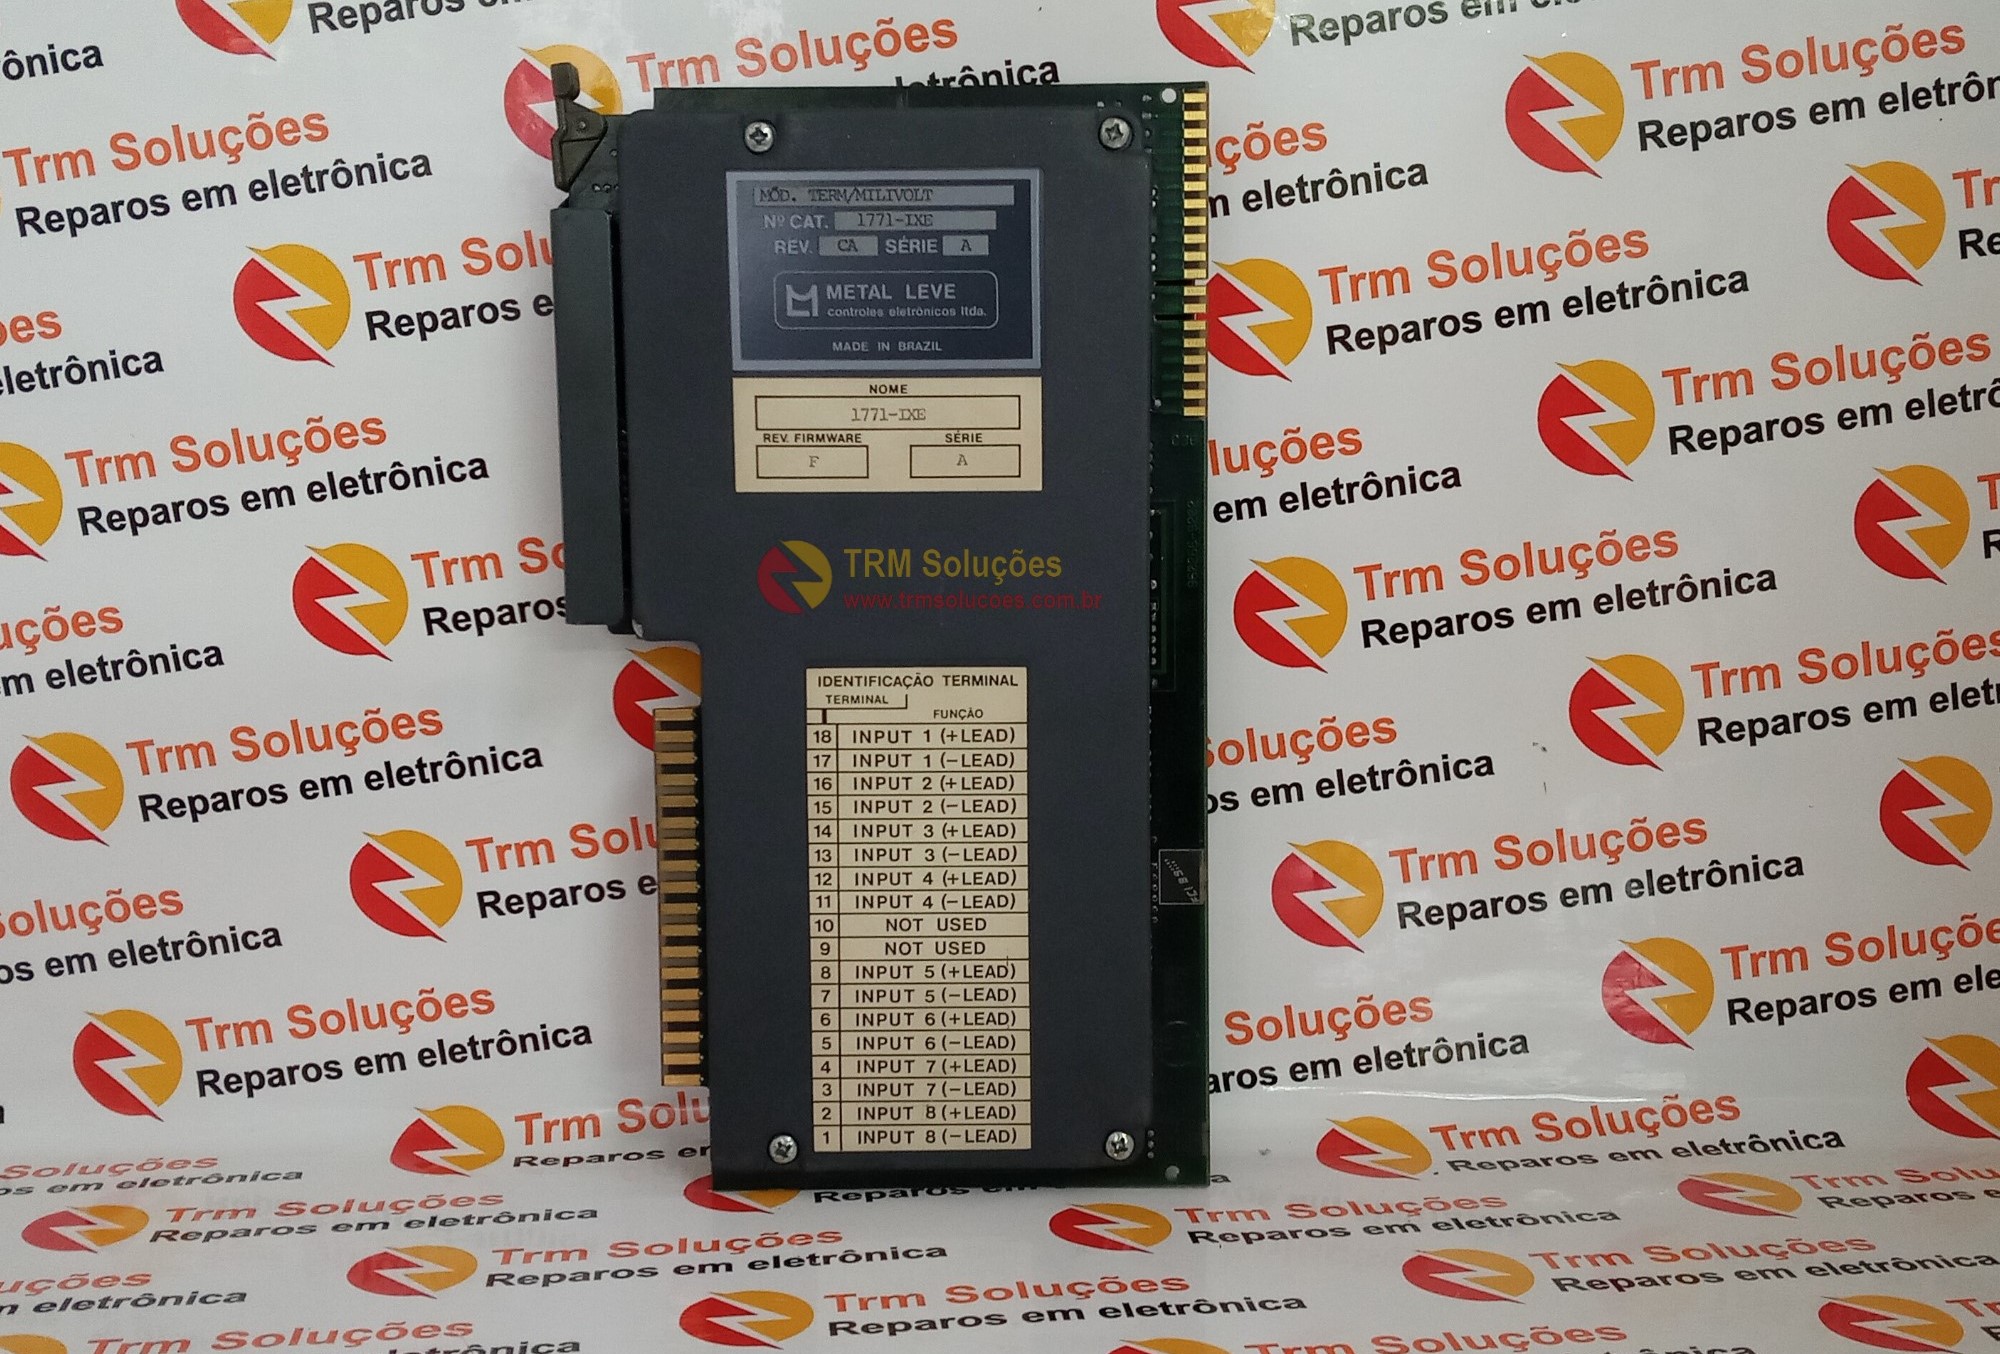 MÓD. TERM/MILIVOLT
Nº CAT. 1771-IXE
REV. CA SÉRIE A
METAL LEVE
controles eletrônicos ltda.
MADE IN BRAZIL
NOME
1771-IXE
REV. FIRMWARE SÉRIE
F A
TRM Soluções
www.trmsolucoes.com.br
IDENTIFICAÇÃO TERMINAL
TERMINAL
FUNÇÃO
18 INPUT 1 (+LEAD)
17 INPUT 1 (−LEAD)
16 INPUT 2 (+LEAD)
15 INPUT 2 (−LEAD)
14 INPUT 3 (+LEAD)
13 INPUT 3 (−LEAD)
12 INPUT 4 (+LEAD)
11 INPUT 4 (−LEAD)
10 NOT USED
9 NOT USED
8 INPUT 5 (+LEAD)
7 INPUT 5 (−LEAD)
6 INPUT 6 (+LEAD)
5 INPUT 6 (−LEAD)
4 INPUT 7 (+LEAD)
3 INPUT 7 (−LEAD)
2 INPUT 8 (+LEAD)
1 INPUT 8 (−LEAD)
Trm Soluções
Reparos em eletrônica